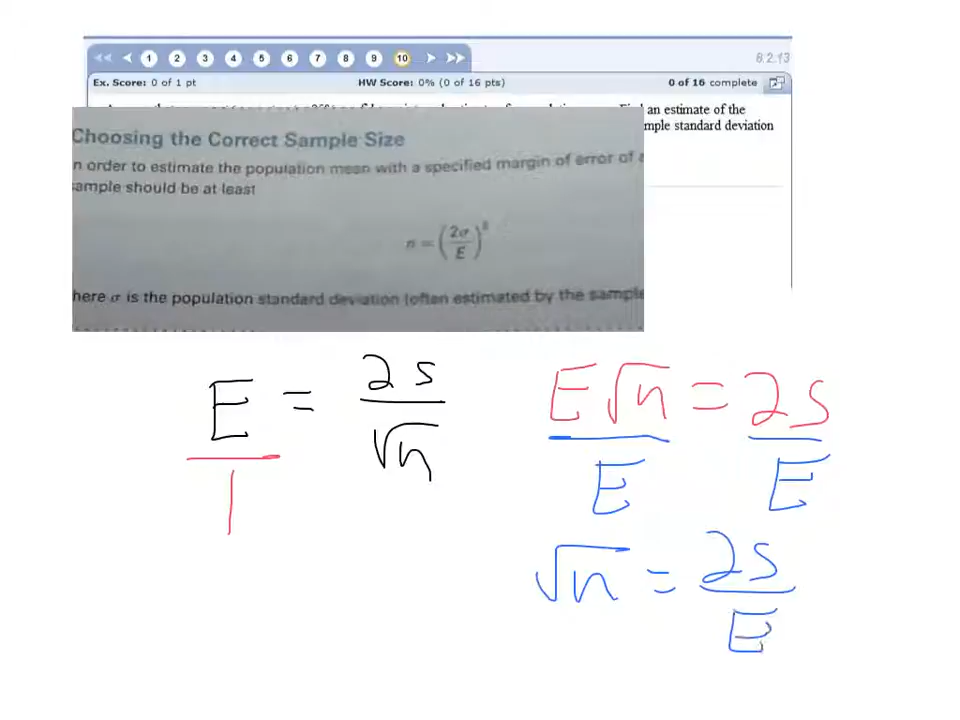 1 2 3 4 5 6 7 8 9 10
8.2.13
Ex. Score: 0 of 1 pt HW Score: 0% (0 of 16 pts) 0 of 16 complete
an estimate of the
mple standard deviation
Choosing the Correct Sample Size
n order to estimate the population mean with a specified margin of error of
ample should be at least
n = (2σ/E)²
here σ is the population standard deviation (often estimated by the sample
E = 2s/√n
E/1
E√n = 2s
E E
√n = 2s/E